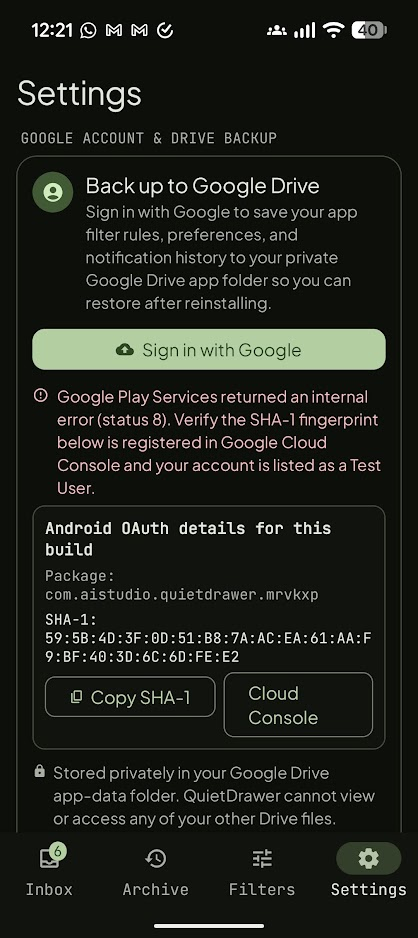 12:21
40
Settings
GOOGLE ACCOUNT & DRIVE BACKUP
Back up to Google Drive
Sign in with Google to save your app
filter rules, preferences, and
notification history to your private
Google Drive app folder so you can
restore after reinstalling.
Sign in with Google
Google Play Services returned an internal
error (status 8). Verify the SHA-1 fingerprint
below is registered in Google Cloud
Console and your account is listed as a Test
User.
Android OAuth details for this
build
Package:
com.aistudio.quietdrawer.mrvkxp
SHA-1:
59:5B:4D:3F:0D:51:B8:7A:AC:EA:61:AA:F
9:BF:40:3D:6C:6D:FE:E2
Copy SHA-1
Cloud
Console
Stored privately in your Google Drive
app-data folder. QuietDrawer cannot view
or access any of your other Drive files.
6
Inbox
Archive
Filters
Settings